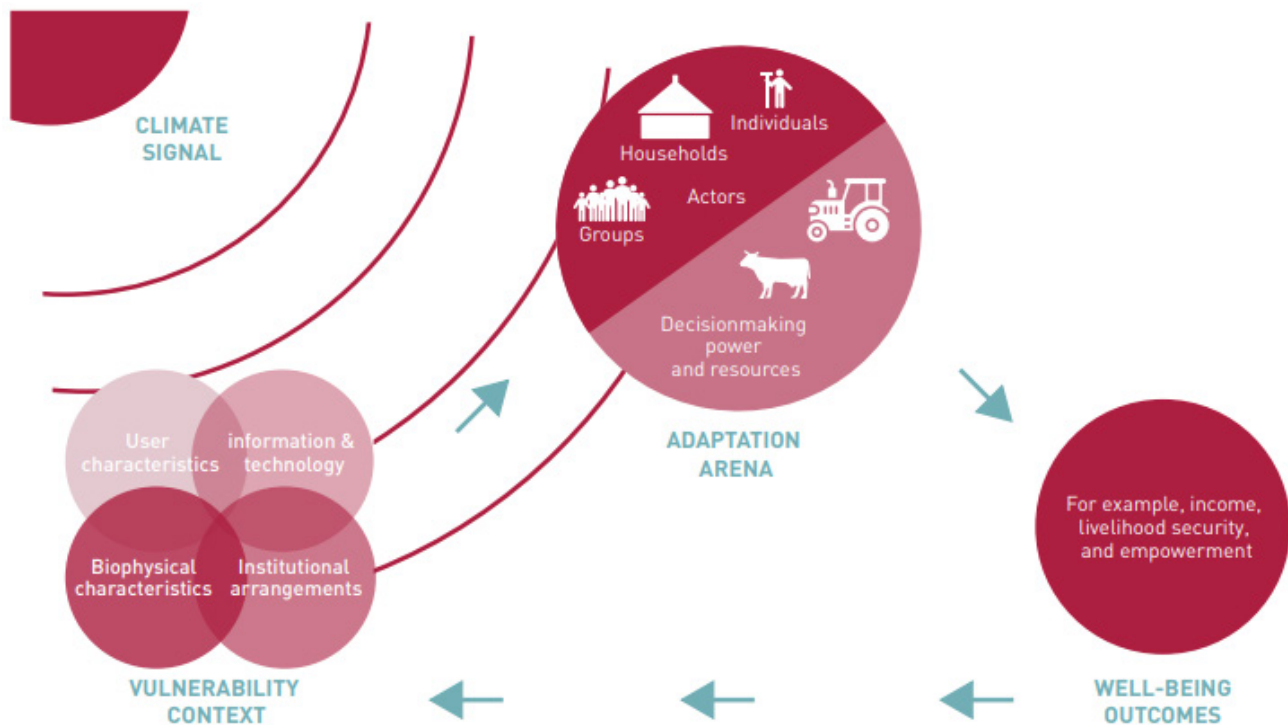 CLIMATE
SIGNAL
Individuals
Households
Actors
Groups
Decisionmaking
power
and resources
ADAPTATION
ARENA
User
characteristics
information &
technology
Biophysical
characteristics
Institutional
arrangements
VULNERABILITY
CONTEXT
For example, income,
livelihood security,
and empowerment
WELL-BEING
OUTCOMES